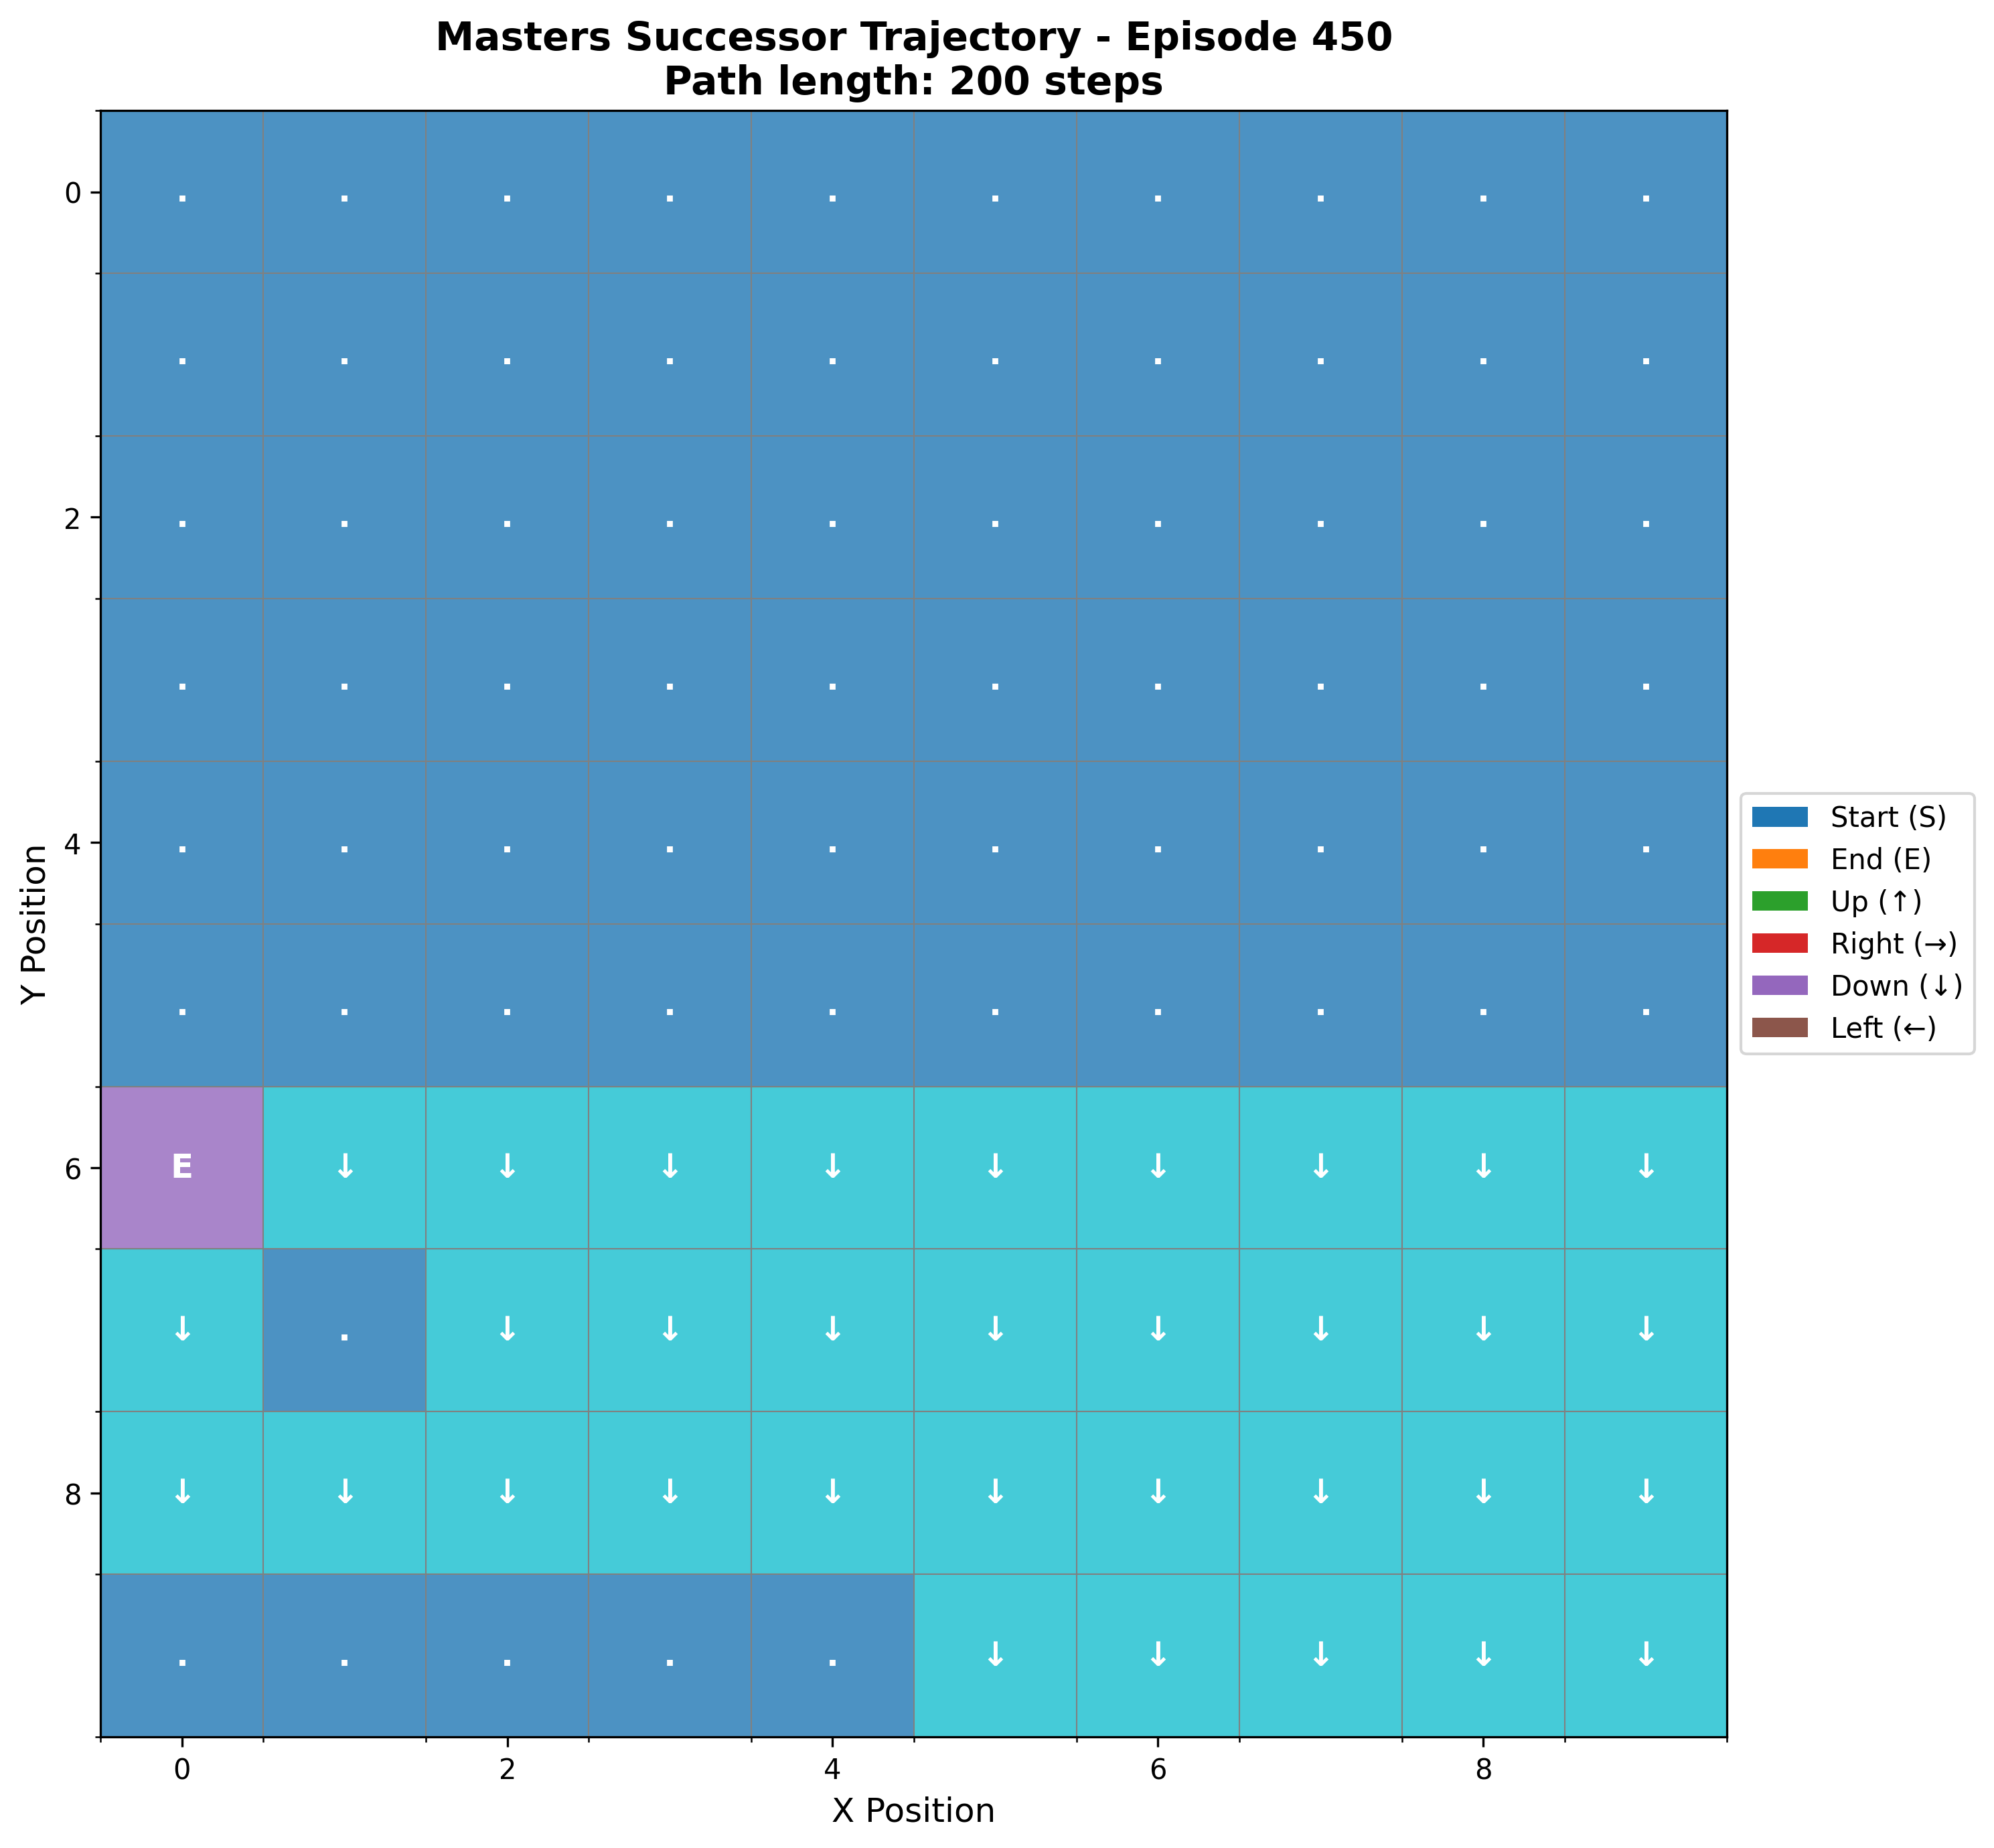 Masters Successor Trajectory - Episode 450
Path length: 200 steps
0 . . . . . . . . . .
. . . . . . . . . .
2 . . . . . . . . . .
. . . . . . . . . .
4 . . . . . . . . . .
. . . . . . . . . .
6 E ↓ ↓ ↓ ↓ ↓ ↓ ↓ ↓ ↓
↓ . ↓ ↓ ↓ ↓ ↓ ↓ ↓ ↓
8 ↓ ↓ ↓ ↓ ↓ ↓ ↓ ↓ ↓ ↓
. . . . . ↓ ↓ ↓ ↓ ↓
0 2 4 6 8
X Position
Y Position
Start (S)
End (E)
Up (↑)
Right (→)
Down (↓)
Left (←)